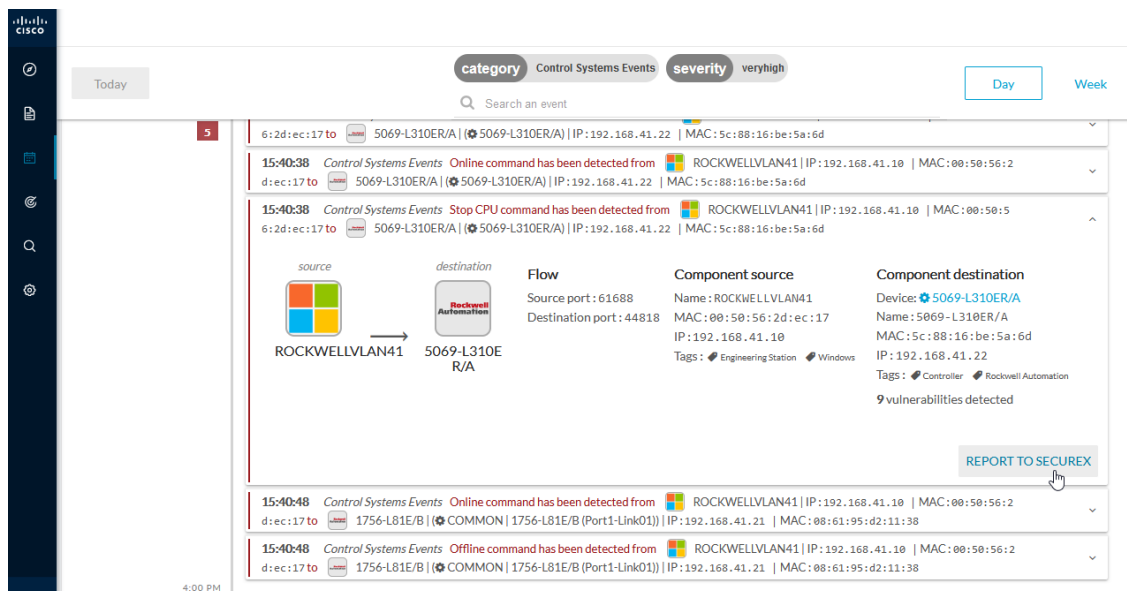 cisco
category Control Systems Events severity veryhigh
Today
Day Week
Search an event
5
6:2d:ec:17 to 5069-L310ER/A | (5069-L310ER/A) | IP:192.168.41.22 | MAC:5c:88:16:be:5a:6d
15:40:38 Control Systems Events Online command has been detected from ROCKWELLVLAN41 | IP:192.168.41.10 | MAC:00:50:56:2
d:ec:17 to 5069-L310ER/A | (5069-L310ER/A) | IP:192.168.41.22 | MAC:5c:88:16:be:5a:6d
15:40:38 Control Systems Events Stop CPU command has been detected from ROCKWELLVLAN41 | IP:192.168.41.10 | MAC:00:50:5
6:2d:ec:17 to 5069-L310ER/A | (5069-L310ER/A) | IP:192.168.41.22 | MAC:5c:88:16:be:5a:6d
source
destination
Rockwell
Automation
ROCKWELLVLAN41
5069-L310E
R/A
Flow
Source port: 61688
Destination port: 44818
Component source
Name: ROCKWELLVLAN41
MAC: 00:50:56:2d:ec:17
IP: 192.168.41.10
Tags: Engineering Station Windows
Component destination
Device: 5069-L310ER/A
Name: 5069-L310ER/A
MAC: 5c:88:16:be:5a:6d
IP: 192.168.41.22
Tags: Controller Rockwell Automation
9 vulnerabilities detected
REPORT TO SECUREX
15:40:48 Control Systems Events Online command has been detected from ROCKWELLVLAN41 | IP:192.168.41.10 | MAC:00:50:56:2
d:ec:17 to 1756-L81E/B | (COMMON | 1756-L81E/B (Port1-Link01)) | IP:192.168.41.21 | MAC:08:61:95:d2:11:38
15:40:48 Control Systems Events Offline command has been detected from ROCKWELLVLAN41 | IP:192.168.41.10 | MAC:00:50:56:2
d:ec:17 to 1756-L81E/B | (COMMON | 1756-L81E/B (Port1-Link01)) | IP:192.168.41.21 | MAC:08:61:95:d2:11:38
4:00 PM